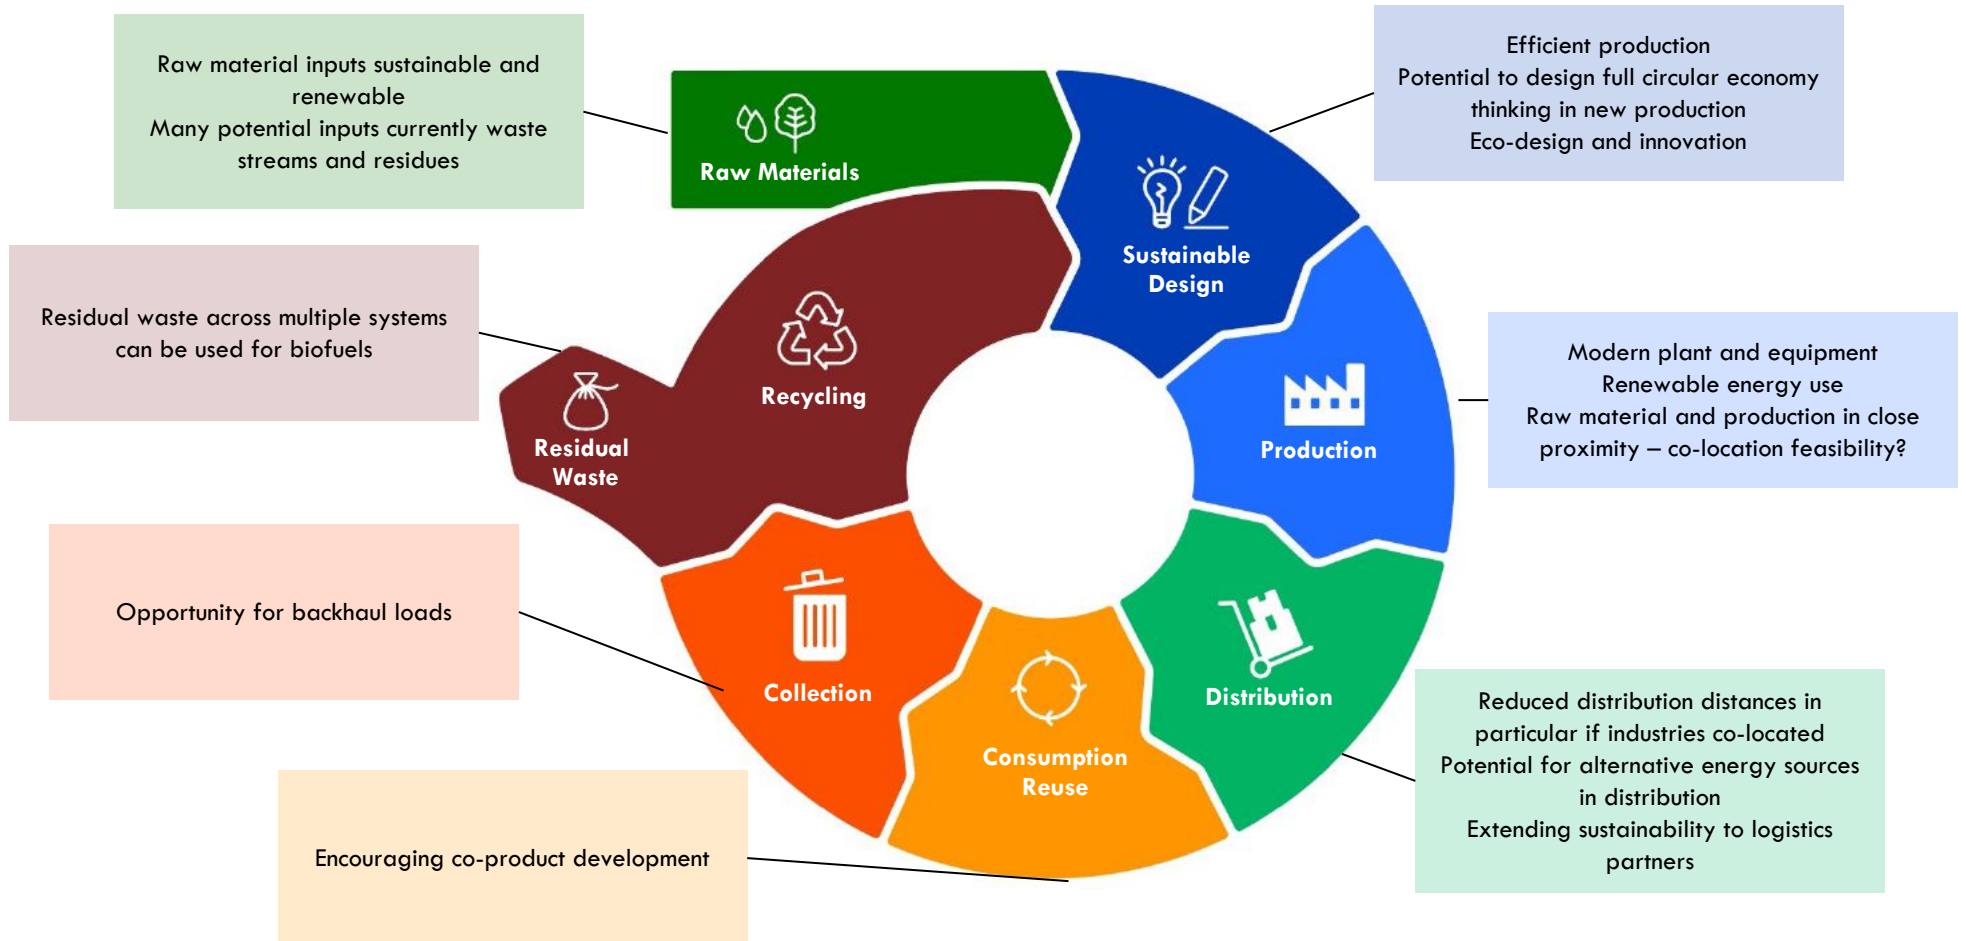 Raw material inputs sustainable and
renewable
Many potential inputs currently waste
streams and residues
Efficient production
Potential to design full circular economy
thinking in new production
Eco-design and innovation
Raw Materials
Sustainable
Design
Residual waste across multiple systems
can be used for biofuels
Recycling
Residual
Waste
Production
Modern plant and equipment
Renewable energy use
Raw material and production in close
proximity – co-location feasibility?
Opportunity for backhaul loads
Collection
Consumption
Reuse
Distribution
Reduced distribution distances in
particular if industries co-located
Potential for alternative energy sources
in distribution
Extending sustainability to logistics
partners
Encouraging co-product development